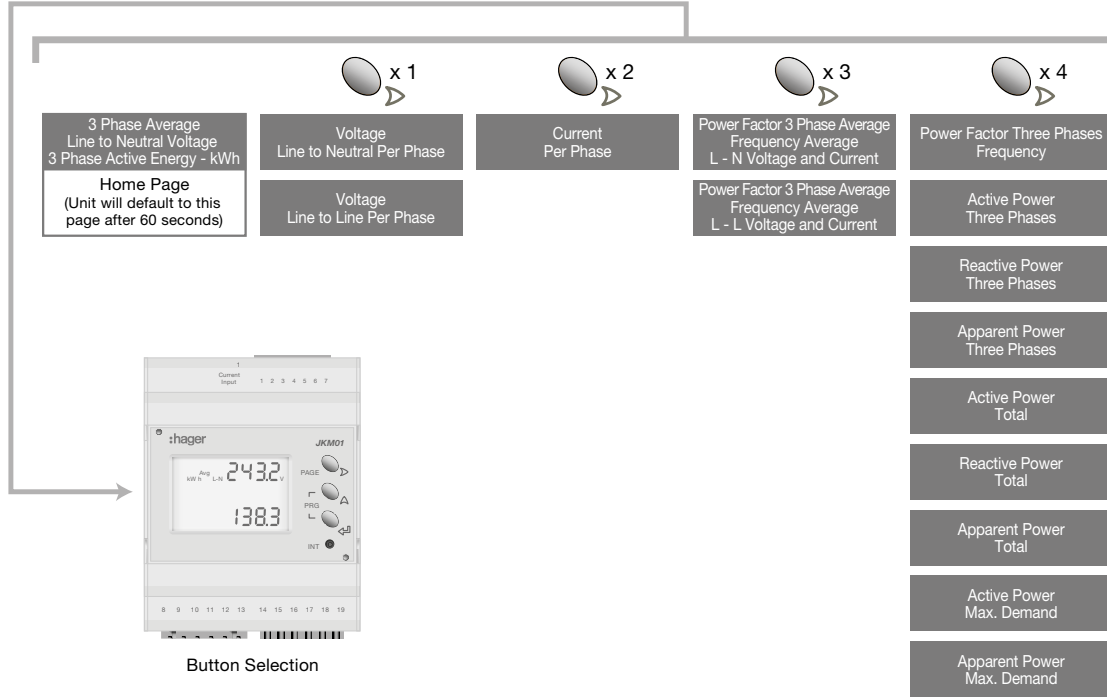 x 1
x 2
x 3
x 4
3 Phase Average
Line to Neutral Voltage
3 Phase Active Energy - kWh
Home Page
(Unit will default to this
page after 60 seconds)
Voltage
Line to Neutral Per Phase
Voltage
Line to Line Per Phase
Current
Per Phase
Power Factor 3 Phase Average
Frequency Average
L - N Voltage and Current
Power Factor 3 Phase Average
Frequency Average
L - L Voltage and Current
Power Factor Three Phases
Frequency
Active Power
Three Phases
Reactive Power
Three Phases
Apparent Power
Three Phases
Active Power
Total
Reactive Power
Total
Apparent Power
Total
Active Power
Max. Demand
Apparent Power
Max. Demand
Current
Input
1 2 3 4 5 6 7
:hager
JKM01
Avg
kW h L-N 243.2 V
138.3
PAGE
PRG
INT
8 9 10 11 12 13 14 15 16 17 18 19
Button Selection